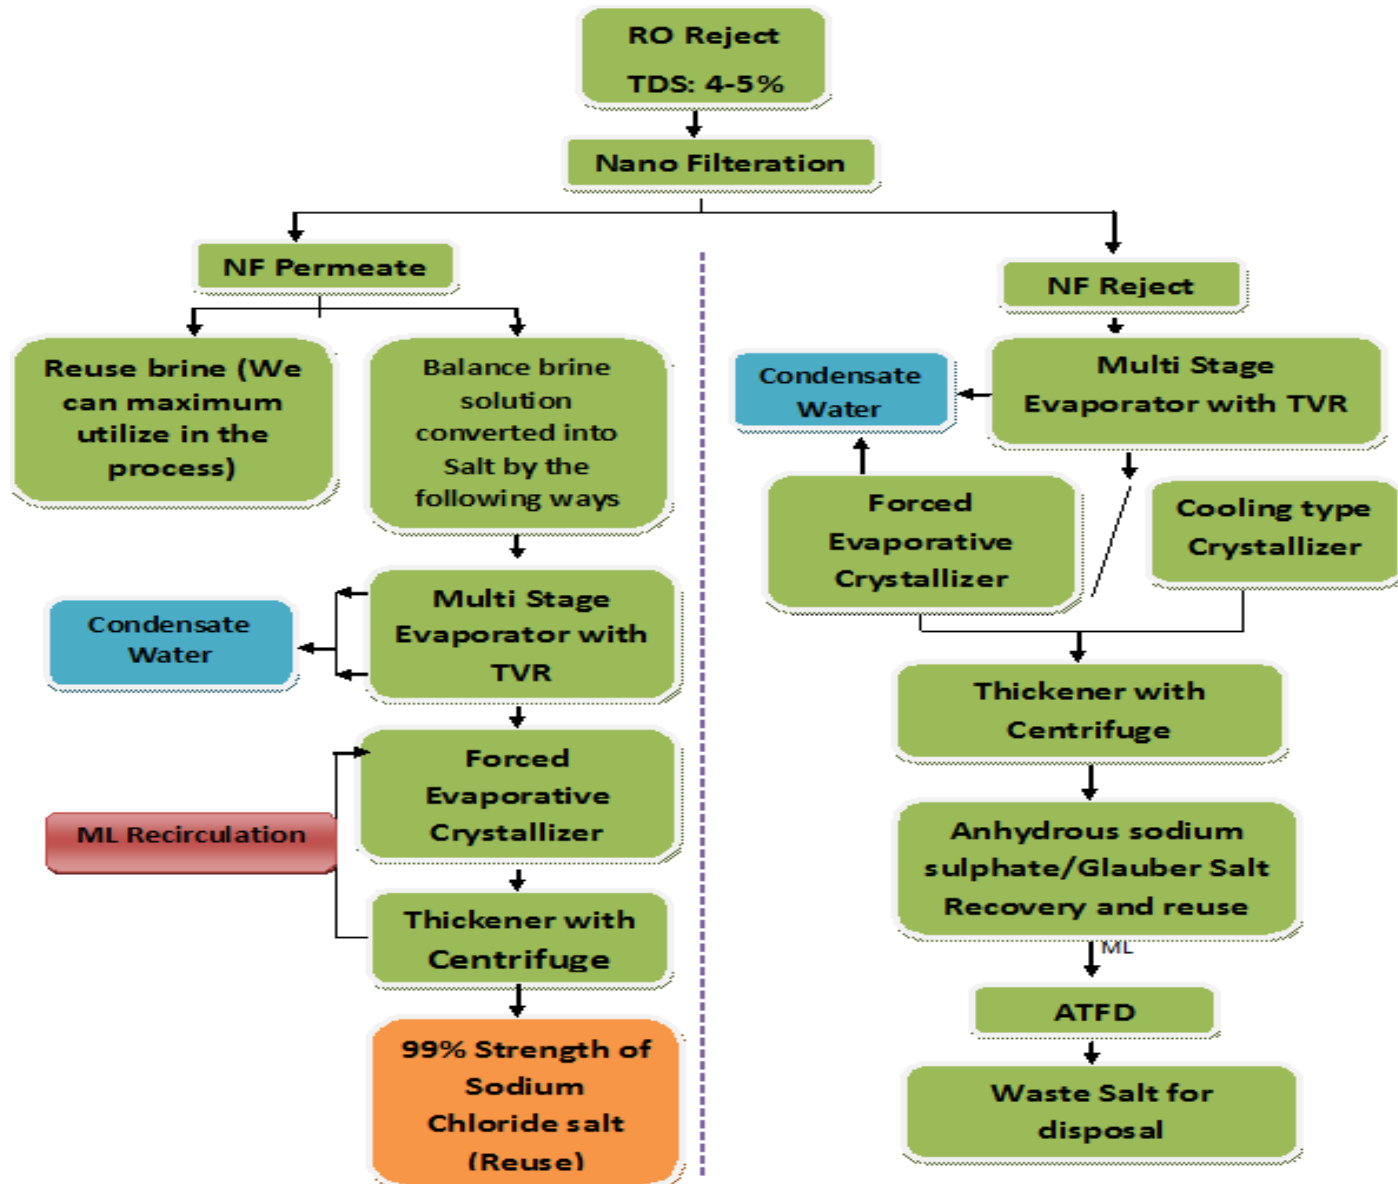 RO Reject
TDS: 4-5%
Nano Filteration
NF Permeate
Reuse brine (We
can maximum
utilize in the
process)
Balance brine
solution
converted into
Salt by the
following ways
Multi Stage
Evaporator with
TVR
Condensate
Water
Forced
Evaporative
Crystallizer
ML Recirculation
Thickener with
Centrifuge
99% Strength of
Sodium
Chloride salt
(Reuse)
NF Reject
Multi Stage
Evaporator with TVR
Condensate
Water
Forced
Evaporative
Crystallizer
Cooling type
Crystallizer
Thickener with
Centrifuge
Anhydrous sodium
sulphate/Glauber Salt
Recovery and reuse
ML
ATFD
Waste Salt for
disposal